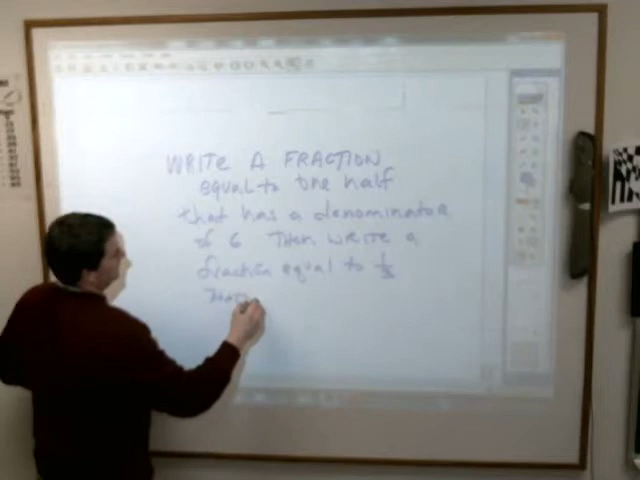 WRITE A FRACTION
equal to one half
that has a denominator
of 6 Then WRITE a
fraction equal to 1/3